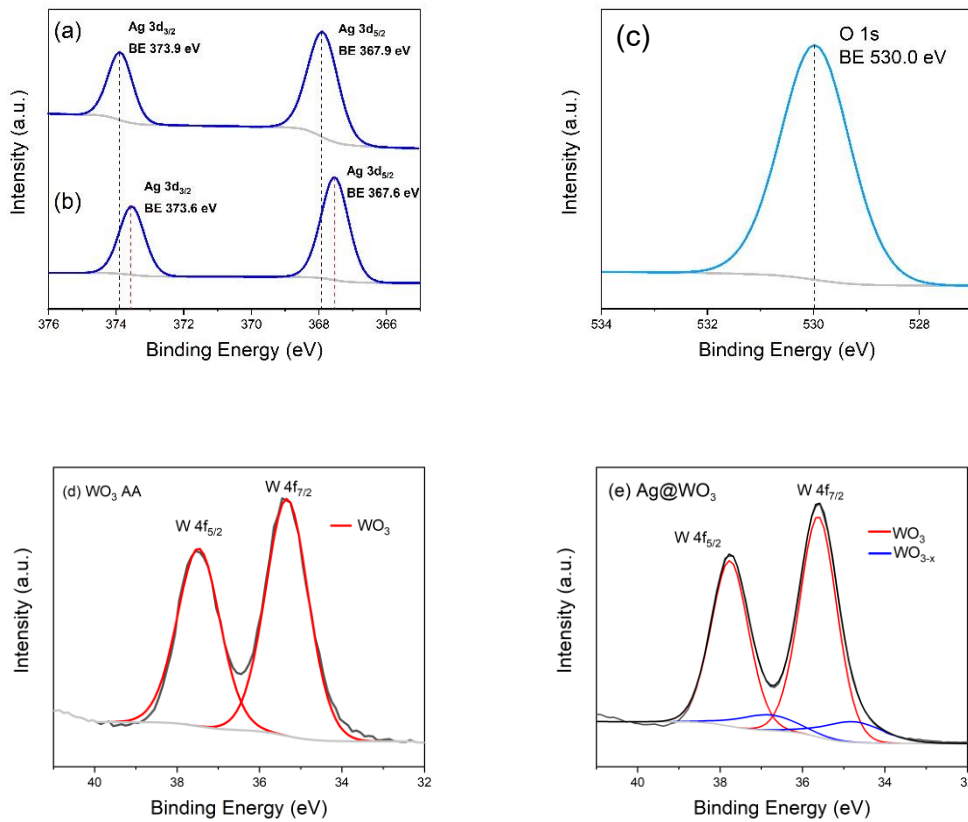 (a)
Ag 3d3/2
BE 373.9 eV
Ag 3d5/2
BE 367.9 eV
(b)
Ag 3d3/2
BE 373.6 eV
Ag 3d5/2
BE 367.6 eV
Intensity (a.u.)
376 374 372 370 368 366
Binding Energy (eV)
(c)
O 1s
BE 530.0 eV
Intensity (a.u.)
534 532 530 528
Binding Energy (eV)
(d) WO3 AA
W 4f7/2
W 4f5/2
WO3
Intensity (a.u.)
40 38 36 34 32
Binding Energy (eV)
(e) Ag@WO3
W 4f7/2
W 4f5/2
WO3
WO3-x
Intensity (a.u.)
40 38 36 34
Binding Energy (eV)